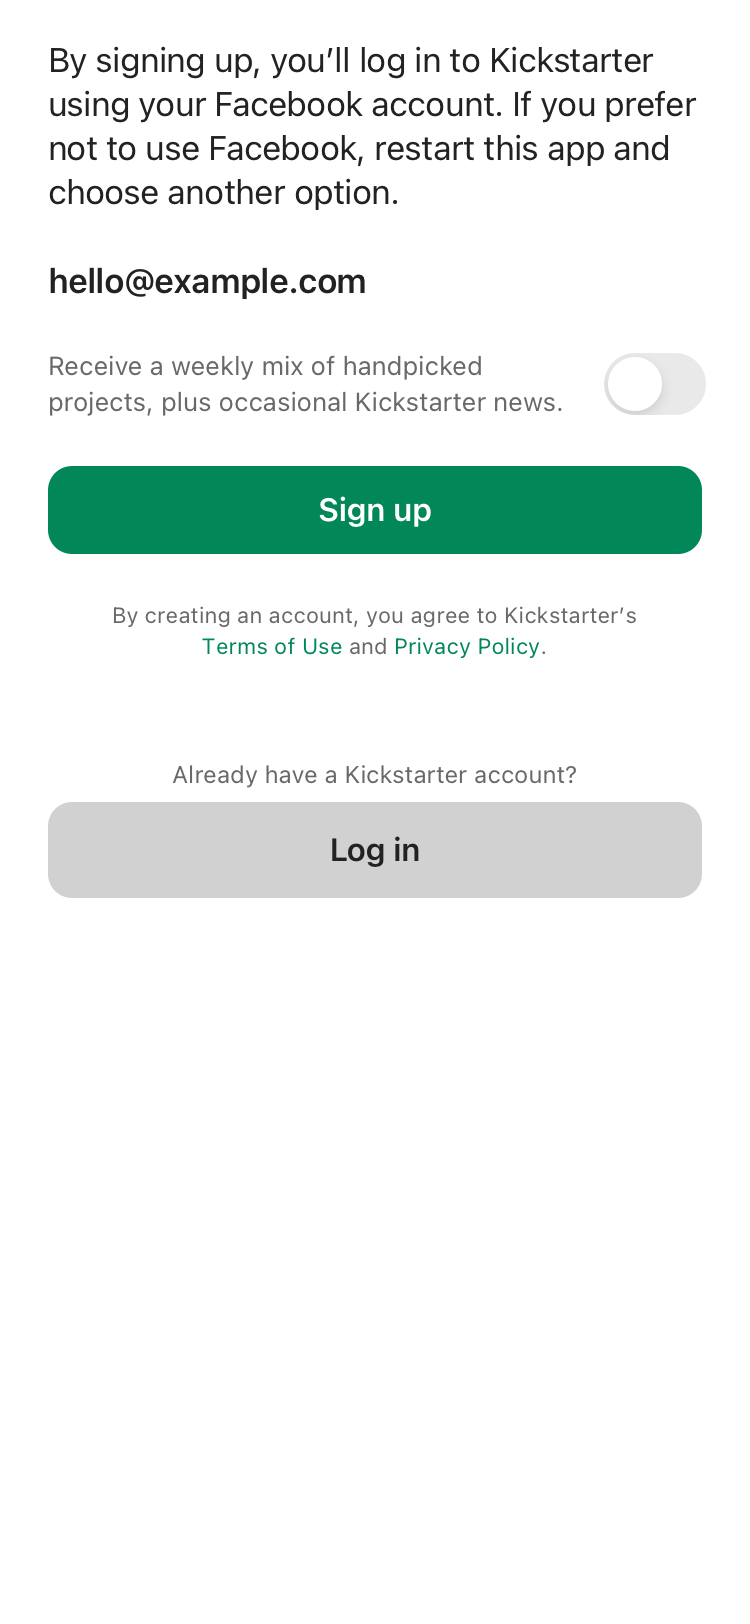 By signing up, you’ll log in to Kickstarter
using your Facebook account. If you prefer
not to use Facebook, restart this app and
choose another option.
hello@example.com
Receive a weekly mix of handpicked
projects, plus occasional Kickstarter news.
Sign up
By creating an account, you agree to Kickstarter’s
Terms of Use and Privacy Policy.
Already have a Kickstarter account?
Log in